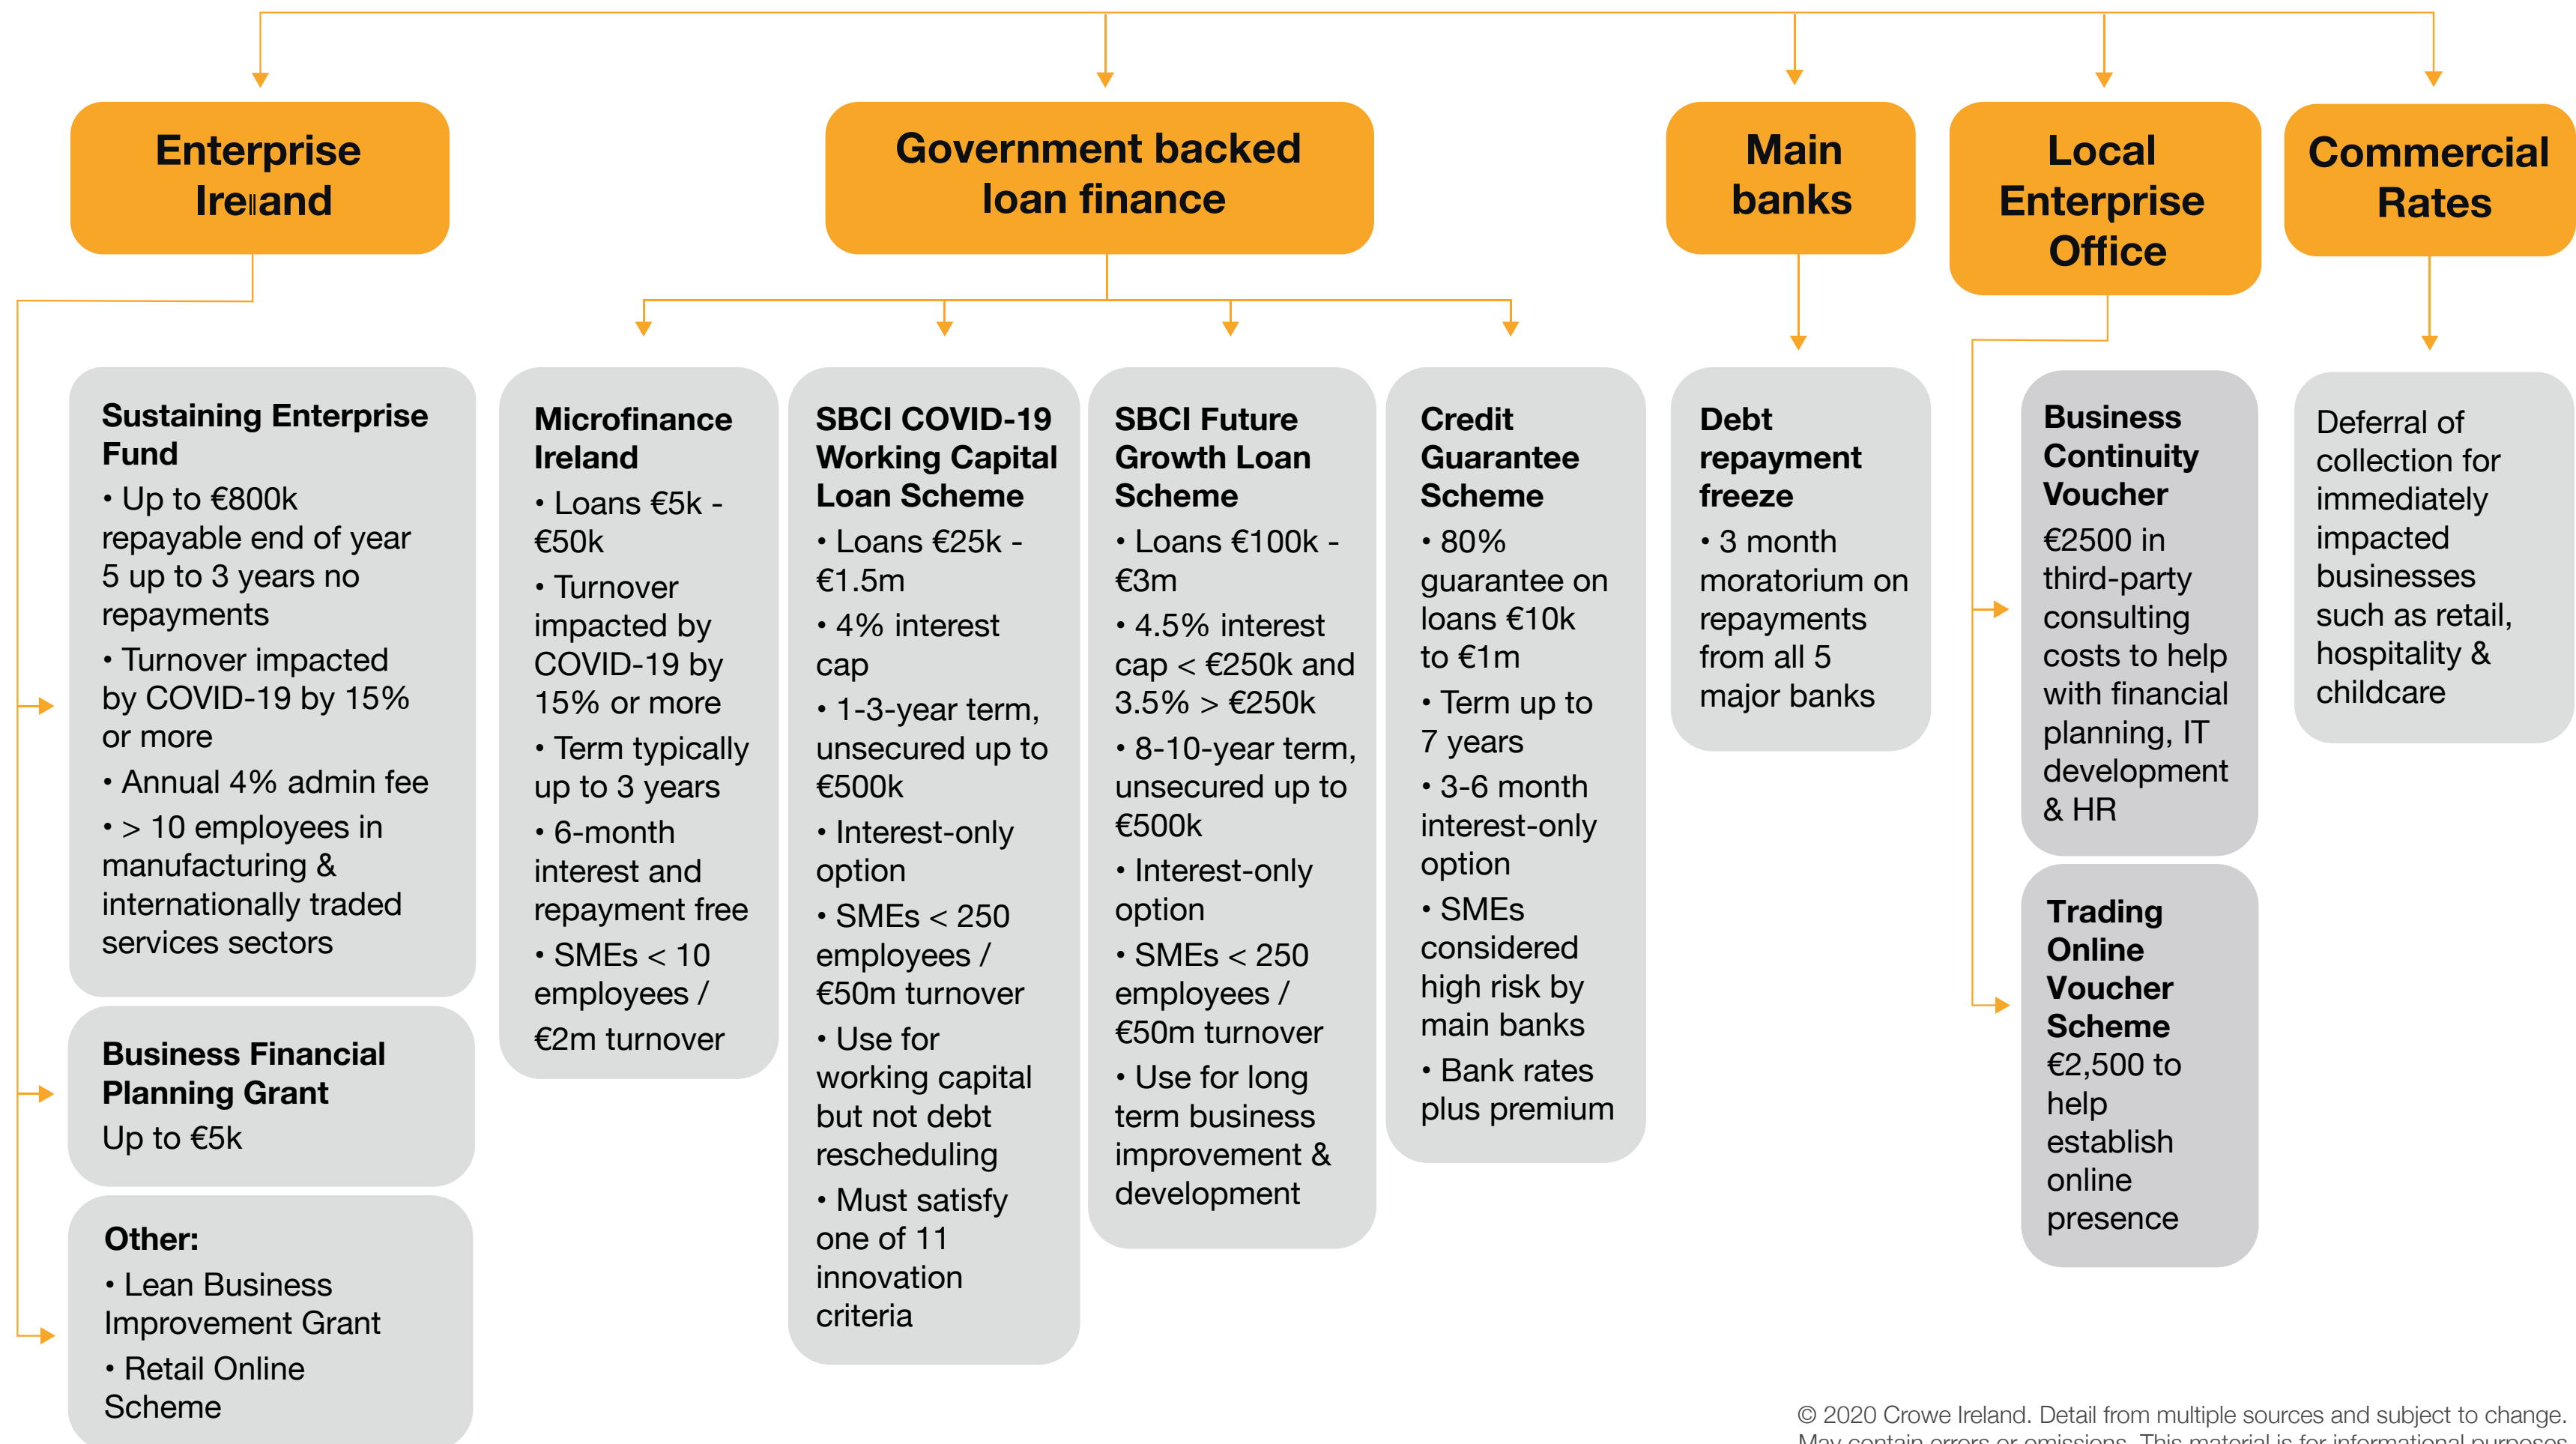 Enterprise
Ireland
Government backed
loan finance
Main
banks
Local
Enterprise
Office
Commercial
Rates
Sustaining Enterprise
Fund
• Up to €800k
repayable end of year
5 up to 3 years no
repayments
• Turnover impacted
by COVID-19 by 15%
or more
• Annual 4% admin fee
• > 10 employees in
manufacturing &
internationally traded
services sectors
Business Financial
Planning Grant
Up to €5k
Other:
• Lean Business
Improvement Grant
• Retail Online
Scheme
Microfinance
Ireland
• Loans €5k -
€50k
• Turnover
impacted by
COVID-19 by
15% or more
• Term typically
up to 3 years
• 6-month
interest and
repayment free
• SMEs < 10
employees /
€2m turnover
SBCI COVID-19
Working Capital
Loan Scheme
• Loans €25k -
€1.5m
• 4% interest
cap
• 1-3-year term,
unsecured up to
€500k
• Interest-only
option
• SMEs < 250
employees /
€50m turnover
• Use for
working capital
but not debt
rescheduling
• Must satisfy
one of 11
innovation
criteria
SBCI Future
Growth Loan
Scheme
• Loans €100k -
€3m
• 4.5% interest
cap < €250k and
3.5% > €250k
• 8-10-year term,
unsecured up to
€500k
• Interest-only
option
• SMEs < 250
employees /
€50m turnover
• Use for long
term business
improvement &
development
Credit
Guarantee
Scheme
• 80%
guarantee on
loans €10k
to €1m
• Term up to
7 years
• 3-6 month
interest-only
option
• SMEs
considered
high risk by
main banks
• Bank rates
plus premium
Debt
repayment
freeze
• 3 month
moratorium on
repayments
from all 5
major banks
Business
Continuity
Voucher
€2500 in
third-party
consulting
costs to help
with financial
planning, IT
development
& HR
Trading
Online
Voucher
Scheme
€2,500 to
help
establish
online
presence
Deferral of
collection for
immediately
impacted
businesses
such as retail,
hospitality &
childcare
© 2020 Crowe Ireland. Detail from multiple sources and subject to change.
May contain errors or omissions. This material is for informational purposes